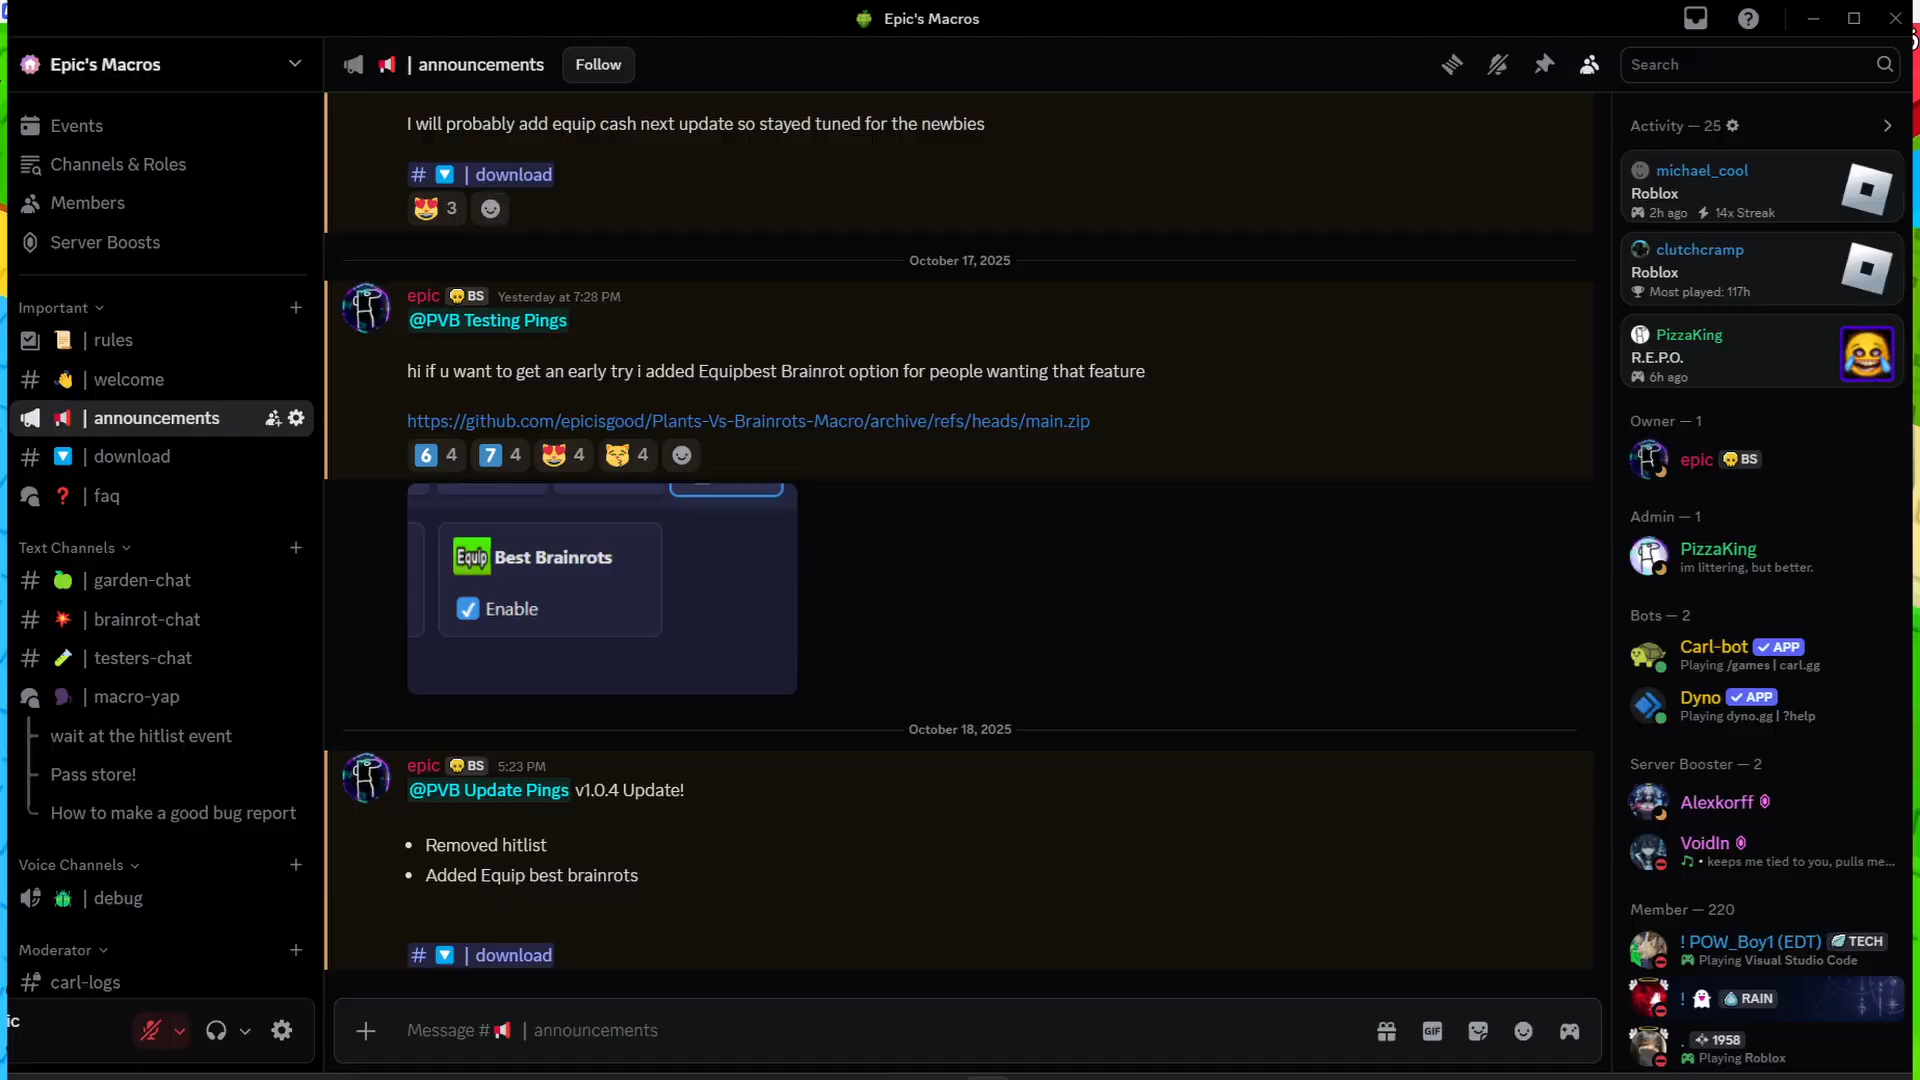 Epic's Macros
Epic's Macros
| announcements
Follow
Search
Events
Channels & Roles
Members
Server Boosts
Important
| rules
# | welcome
| announcements
# | download
| faq
Text Channels
# | garden-chat
# | brainrot-chat
# | testers-chat
| macro-yap
wait at the hitlist event
Pass store!
How to make a good bug report
Voice Channels
| debug
Moderator
carl-logs
ic
I will probably add equip cash next update so stayed tuned for the newbies
# | download
3
October 17, 2025
epic BS Yesterday at 7:28 PM
@PVB Testing Pings
hi if u want to get an early try i added Equipbest Brainrot option for people wanting that feature
https://github.com/epicisgood/Plants-Vs-Brainrots-Macro/archive/refs/heads/main.zip
6 4 7 4 4 4
Equip Best Brainrots
Enable
October 18, 2025
epic BS 5:23 PM
@PVB Update Pings v1.0.4 Update!
• Removed hitlist
• Added Equip best brainrots
# | download
Message # | announcements
GIF
Activity — 25
michael_cool
Roblox
2h ago 14x Streak
clutchcramp
Roblox
Most played: 117h
PizzaKing
R.E.P.O.
6h ago
Owner — 1
epic BS
Admin — 1
PizzaKing
im littering, but better.
Bots — 2
Carl-bot ✓ APP
Playing /games | carl.gg
Dyno ✓ APP
Playing dyno.gg | ?help
Server Booster — 2
Alexkorff
VoidIn
• keeps me tied to you, pulls me...
Member — 220
! POW_Boy1 (EDT) TECH
Playing Visual Studio Code
! RAIN
. 1958
Playing Roblox